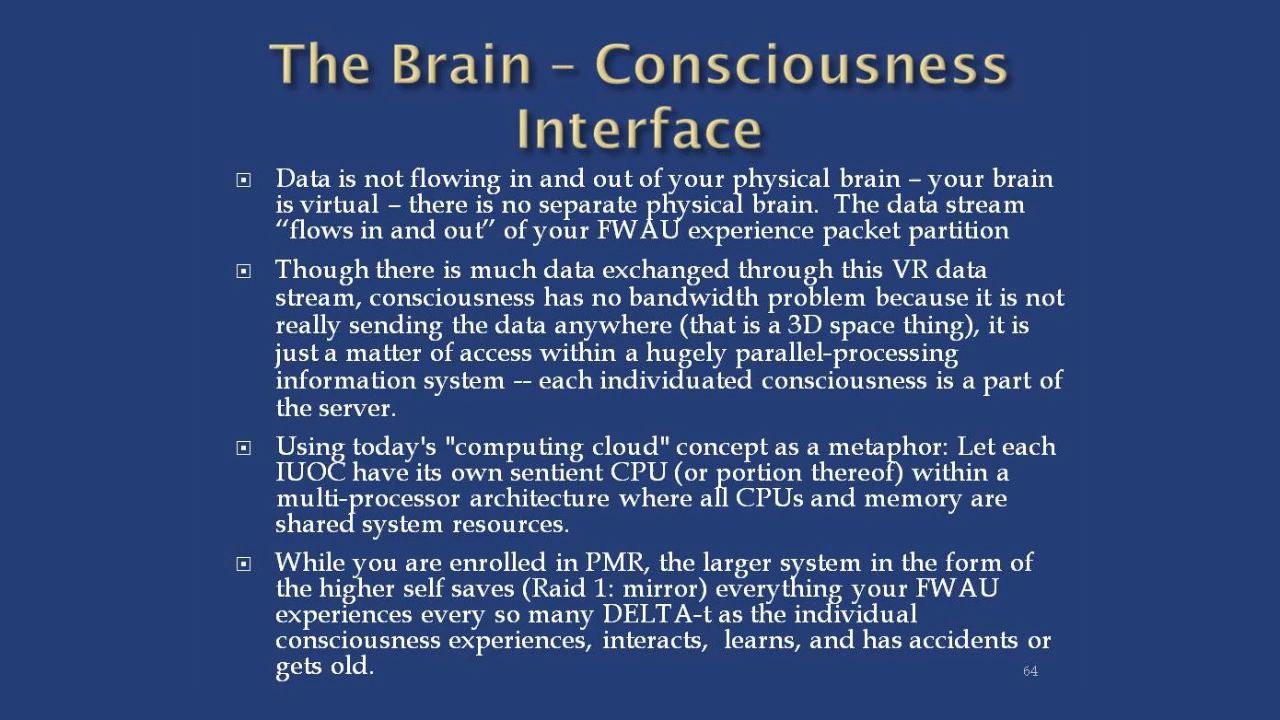 The Brain – Consciousness
Interface
Data is not flowing in and out of your physical brain – your brain
is virtual – there is no separate physical brain.  The data stream
“flows in and out” of your FWAU experience packet partition
Though there is much data exchanged through this VR data
stream, consciousness has no bandwidth problem because it is not
really sending the data anywhere (that is a 3D space thing), it is
just a matter of access within a hugely parallel-processing
information system -- each individuated consciousness is a part of
the server.
Using today's "computing cloud" concept as a metaphor: Let each
IUOC have its own sentient CPU (or portion thereof) within a
multi-processor architecture where all CPUs and memory are
shared system resources.
While you are enrolled in PMR, the larger system in the form of
the higher self saves (Raid 1: mirror) everything your FWAU
experiences every so many DELTA-t as the individual
consciousness experiences, interacts,  learns, and has accidents or
gets old.
64